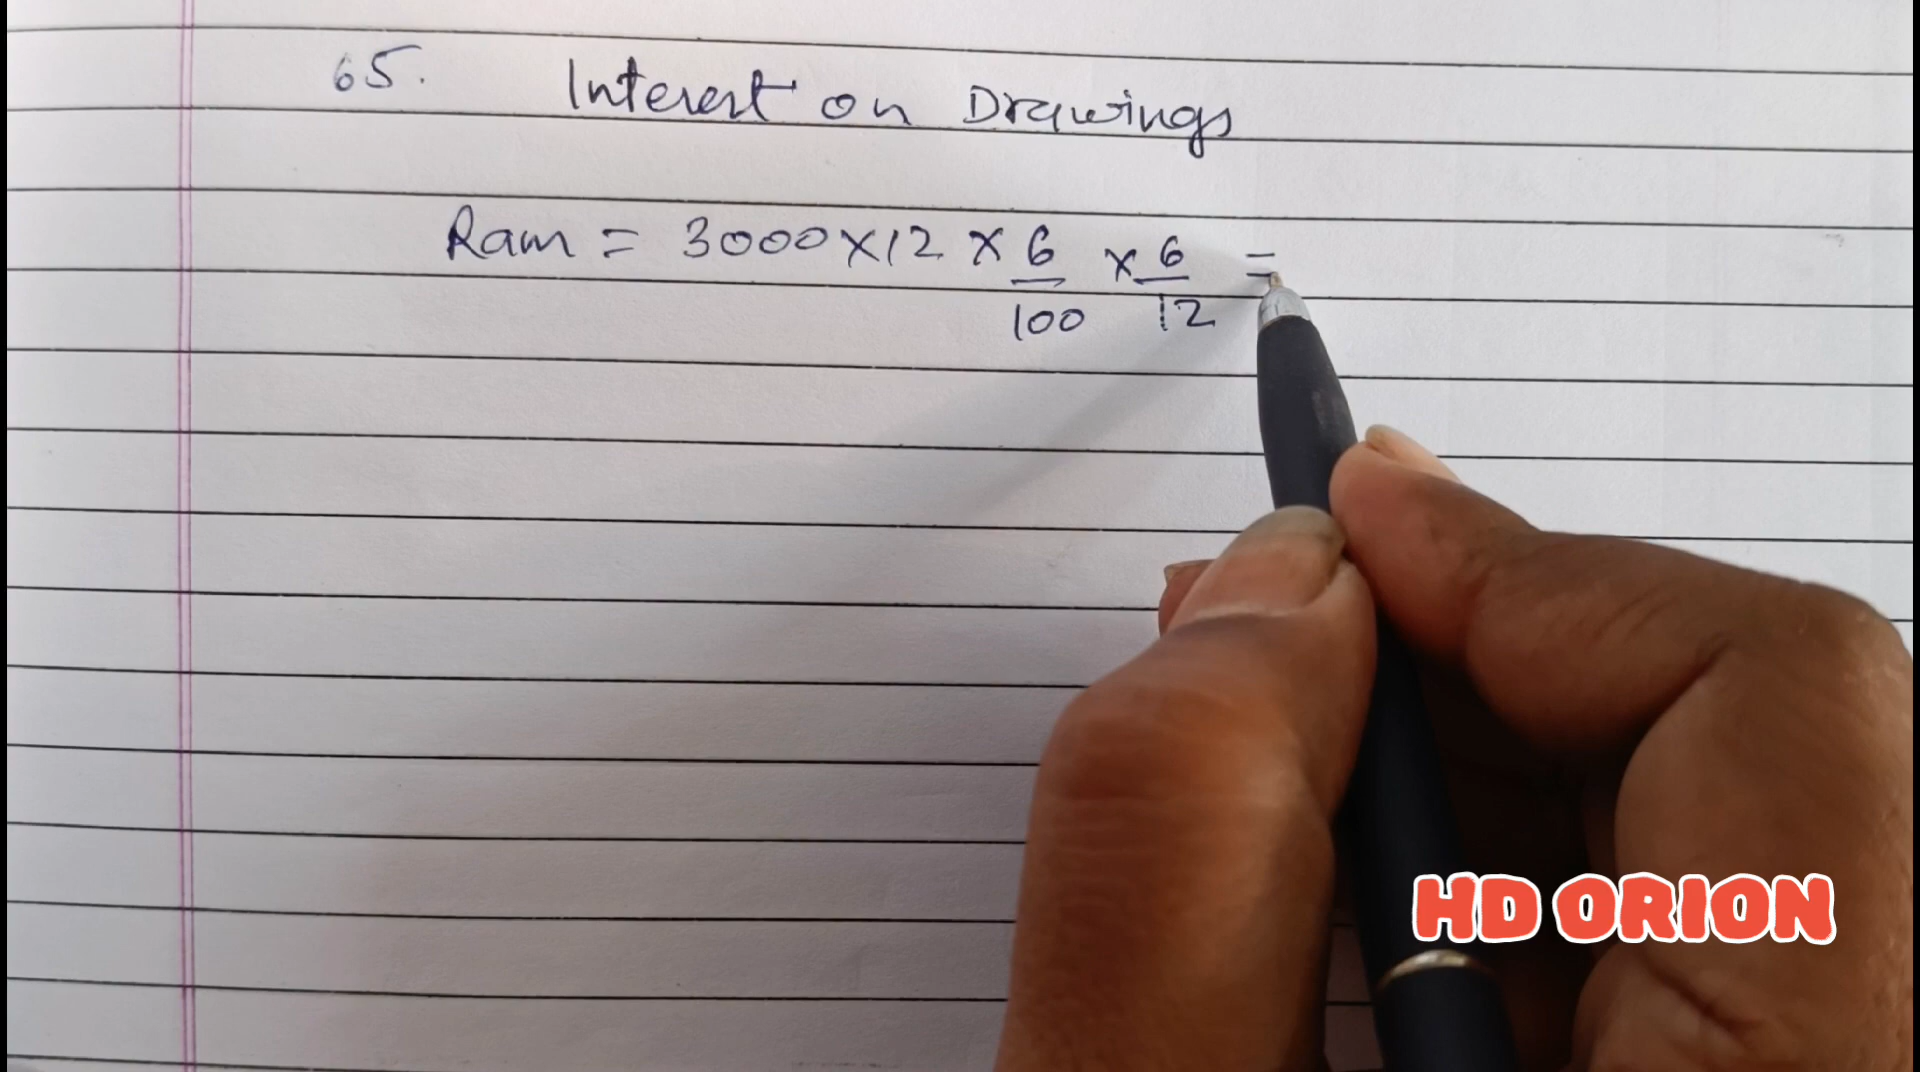 65. Interest on Drawings
Ram = 3000 × 12 × 6/100 × 6/12 =
HD ORION